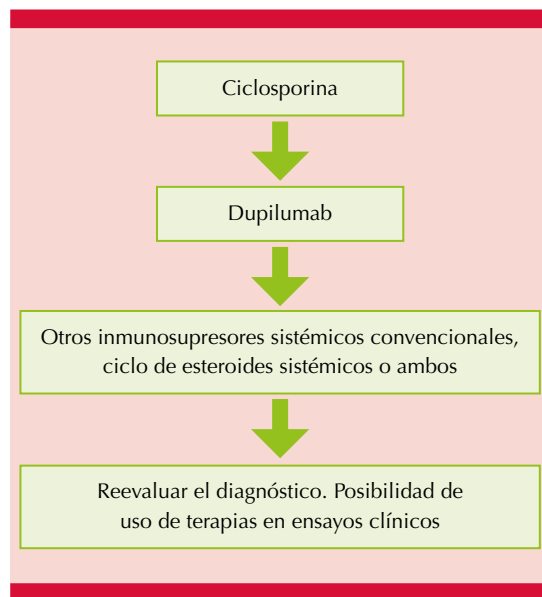 Ciclosporina
Dupilumab
Otros inmunosupresores sistémicos convencionales,
ciclo de esteroides sistémicos o ambos
Reevaluar el diagnóstico. Posibilidad de
uso de terapias en ensayos clínicos